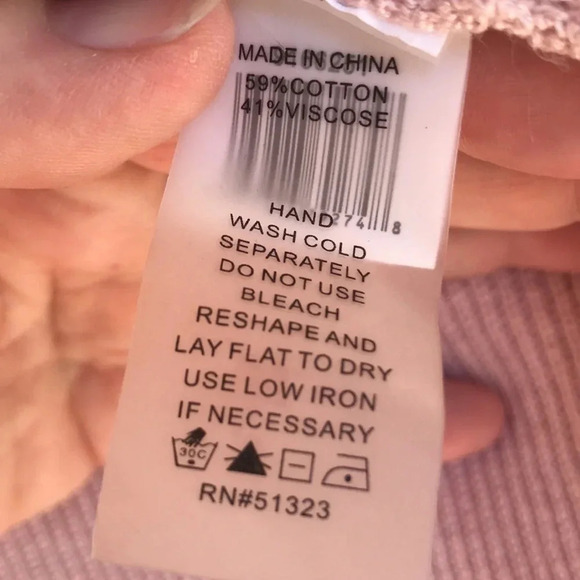 MADE IN CHINA
59%COTTON
41%VISCOSE
HAND
WASH COLD
SEPARATELY
DO NOT USE
BLEACH
RESHAPE AND
LAY FLAT TO DRY
USE LOW IRON
IF NECESSARY
30C
RN#51323